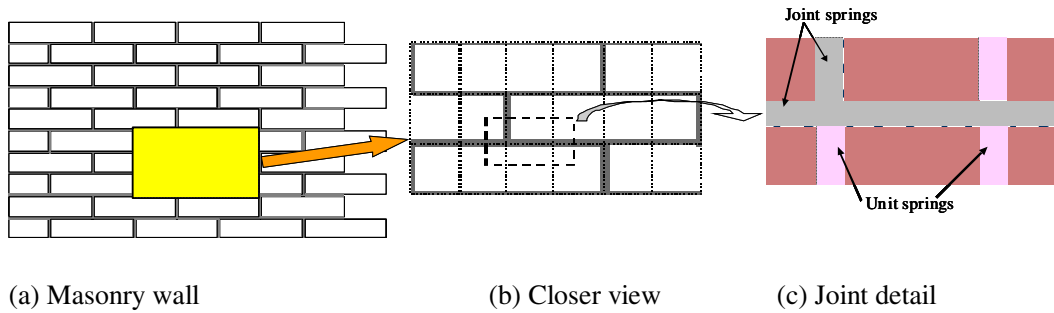 Joint springs
Unit springs
(a) Masonry wall
(b) Closer view
(c) Joint detail